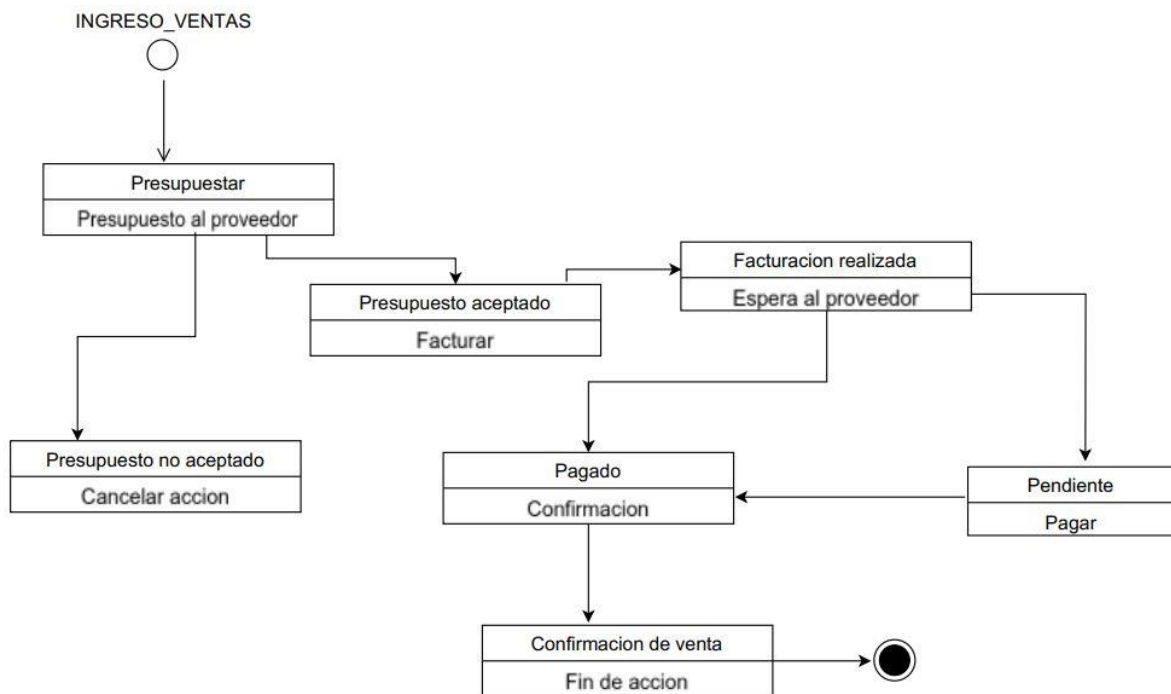 INGRESO_VENTAS
Presupuestar
Presupuesto al proveedor
Presupuesto aceptado
Facturar
Facturacion realizada
Espera al proveedor
Presupuesto no aceptado
Cancelar accion
Pagado
Confirmacion
Pendiente
Pagar
Confirmacion de venta
Fin de accion